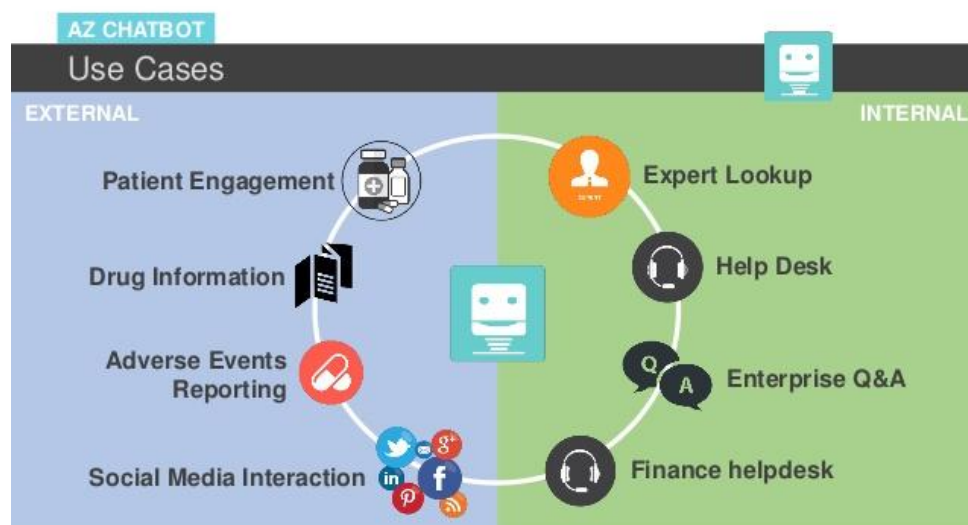 AZ CHATBOT
Use Cases
EXTERNAL
INTERNAL
Patient Engagement
Expert Lookup
Drug Information
Help Desk
Adverse Events
Reporting
Q
A
Enterprise Q&A
Social Media Interaction
g+
in
f
Finance helpdesk